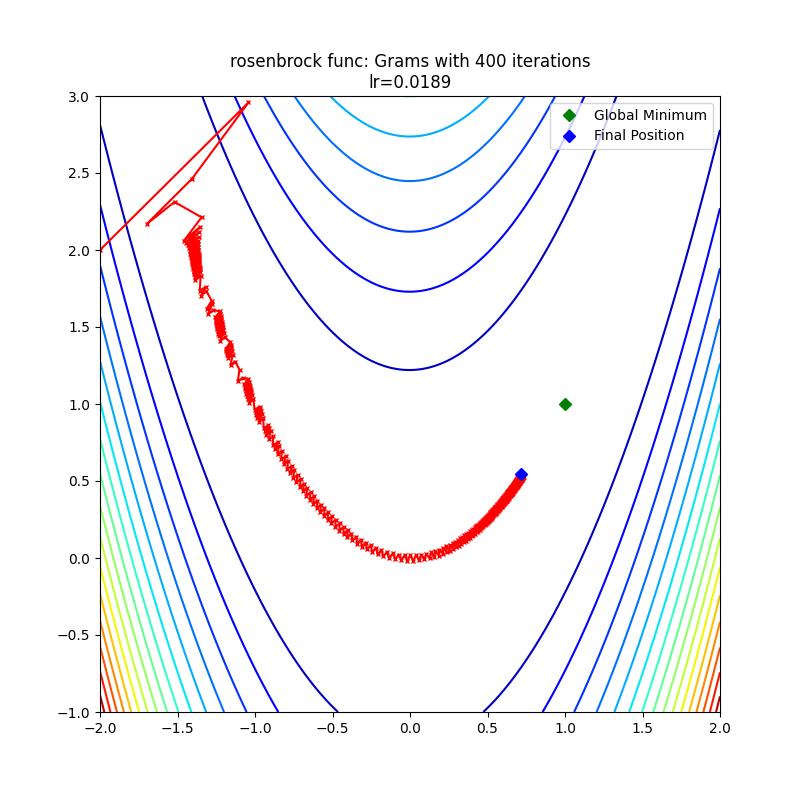 rosenbrock func: Grams with 400 iterations
lr=0.0189
Global Minimum
Final Position
3.0
2.5
2.0
1.5
1.0
0.5
0.0
−0.5
−1.0
−2.0 −1.5 −1.0 −0.5 0.0 0.5 1.0 1.5 2.0